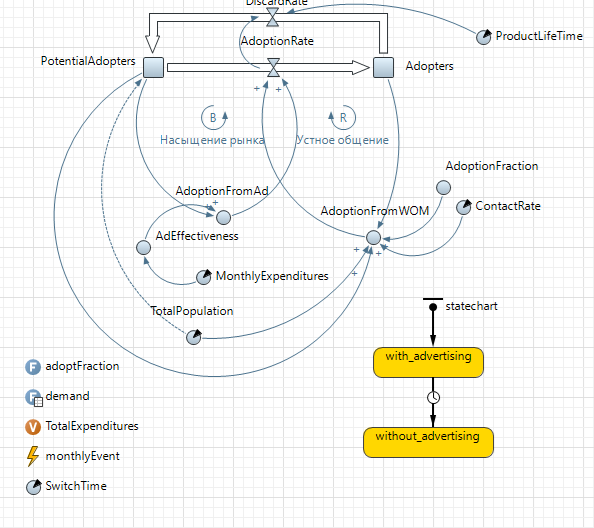 DiscardRate
ProductLifeTime
AdoptionRate
PotentialAdopters
Adopters
+ +
B
R
Насыщение рынка
Устное общение
AdoptionFraction
AdoptionFromAd
ContactRate
+ +
AdoptionFromWOM
AdEffectiveness
+ +
MonthlyExpenditures
+
statechart
TotalPopulation
with_advertising
F adoptFraction
F demand
without_advertising
V TotalExpenditures
monthlyEvent
SwitchTime